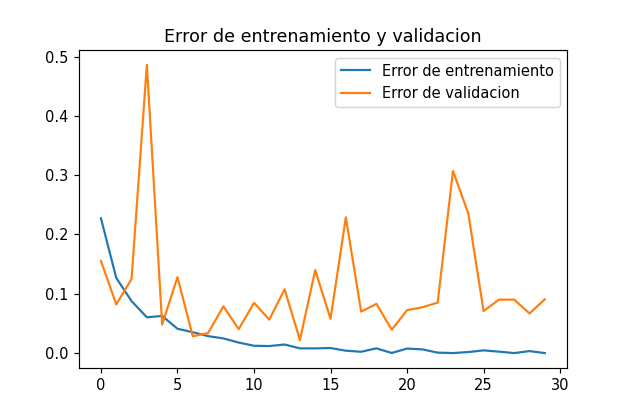 Error de entrenamiento y validacion
Error de entrenamiento
Error de validacion
0.5
0.4
0.3
0.2
0.1
0.0
0 5 10 15 20 25 30